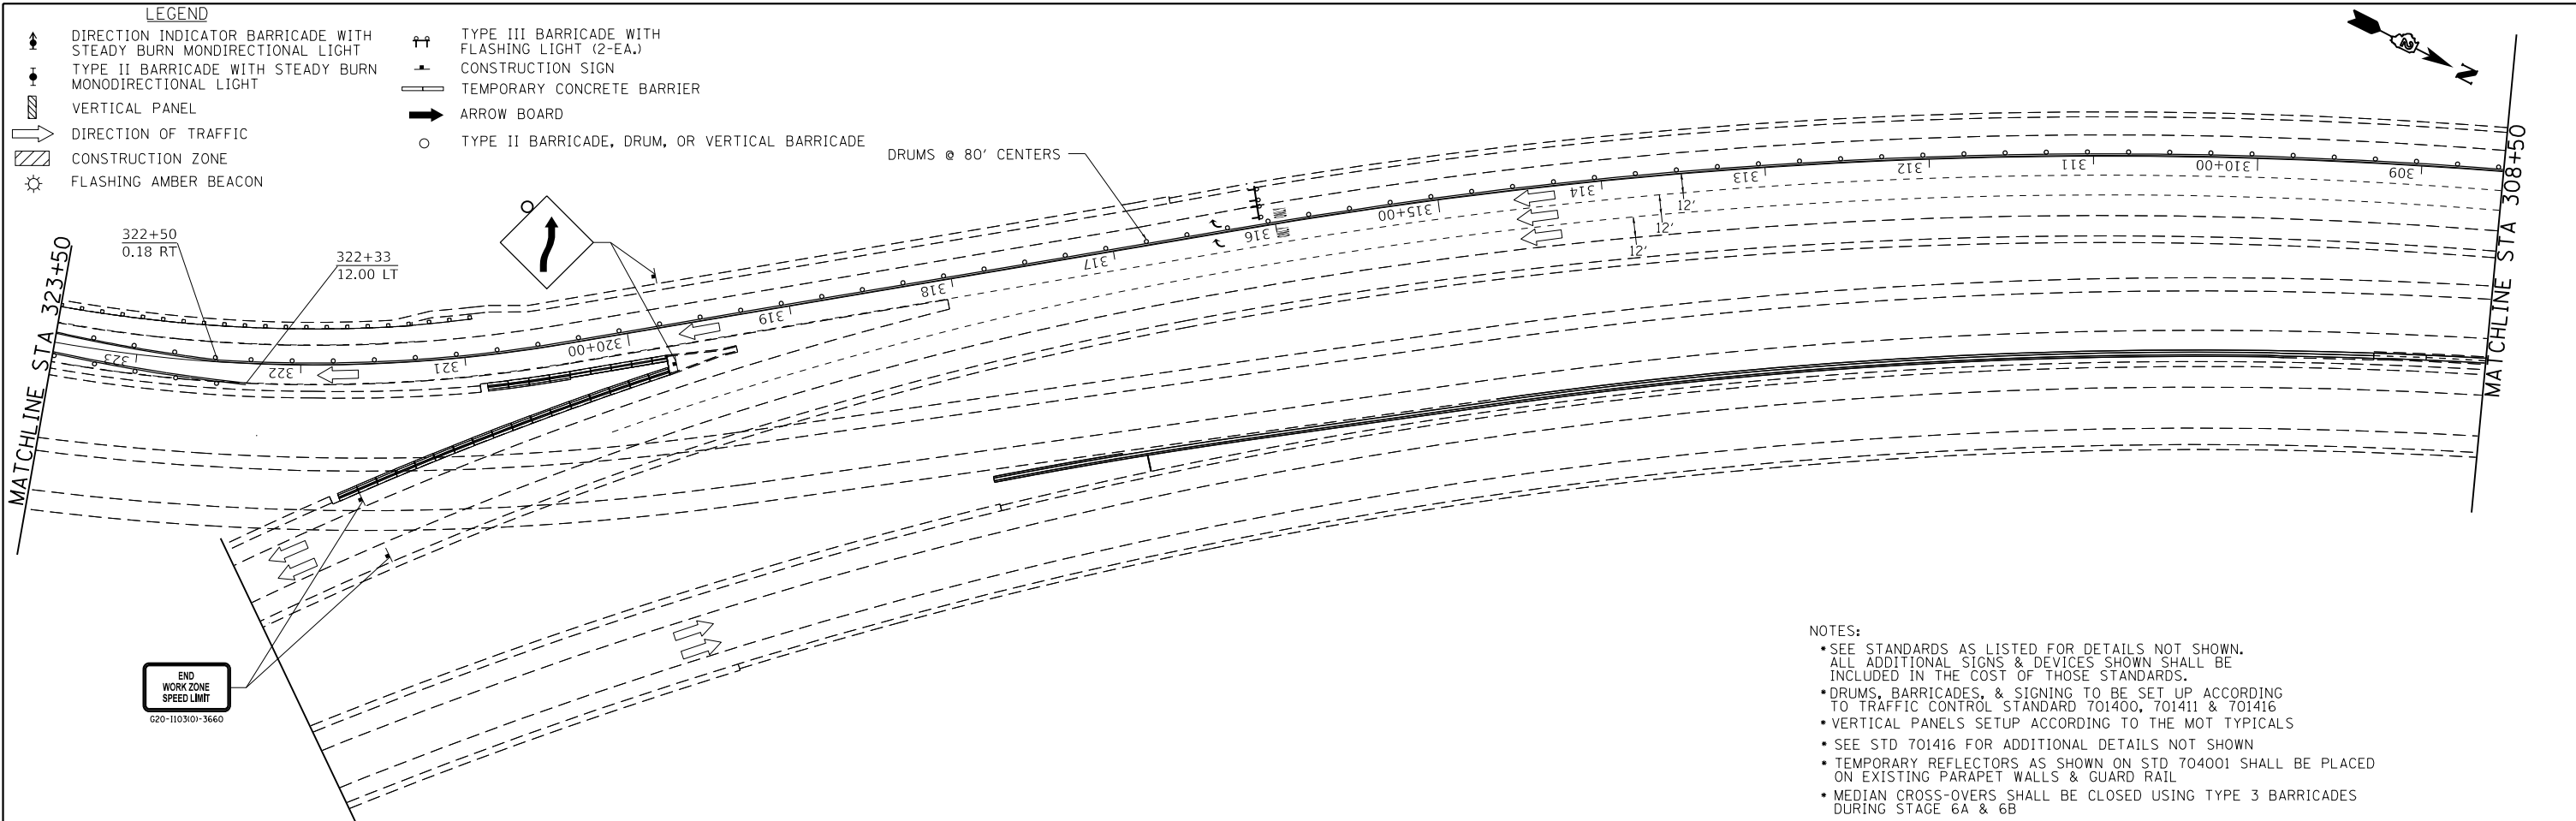 LEGEND
DIRECTION INDICATOR BARRICADE WITH
STEADY BURN MONDIRECTIONAL LIGHT
TYPE II BARRICADE WITH STEADY BURN
MONODIRECTIONAL LIGHT
VERTICAL PANEL
DIRECTION OF TRAFFIC
CONSTRUCTION ZONE
FLASHING AMBER BEACON
TYPE III BARRICADE WITH
FLASHING LIGHT (2-EA.)
CONSTRUCTION SIGN
TEMPORARY CONCRETE BARRIER
ARROW BOARD
TYPE II BARRICADE, DRUM, OR VERTICAL BARRICADE
DRUMS @ 80' CENTERS
N
MATCHLINE STA 323+50
322+50
0.18 RT
322+33
12.00 LT
323
322
321
320+00
319
318
317
316
315+00
314
313
312
311
310+00
309
12'
12'
12'
MATCHLINE STA 308+50
END
WORK ZONE
SPEED LIMIT
G20-1103(0)-3660
NOTES:
* SEE STANDARDS AS LISTED FOR DETAILS NOT SHOWN.
ALL ADDITIONAL SIGNS & DEVICES SHOWN SHALL BE
INCLUDED IN THE COST OF THOSE STANDARDS.
* DRUMS, BARRICADES, & SIGNING TO BE SET UP ACCORDING
TO TRAFFIC CONTROL STANDARD 701400, 701411 & 701416
* VERTICAL PANELS SETUP ACCORDING TO THE MOT TYPICALS
* SEE STD 701416 FOR ADDITIONAL DETAILS NOT SHOWN
* TEMPORARY REFLECTORS AS SHOWN ON STD 704001 SHALL BE PLACED
ON EXISTING PARAPET WALLS & GUARD RAIL
* MEDIAN CROSS-OVERS SHALL BE CLOSED USING TYPE 3 BARRICADES
DURING STAGE 6A & 6B